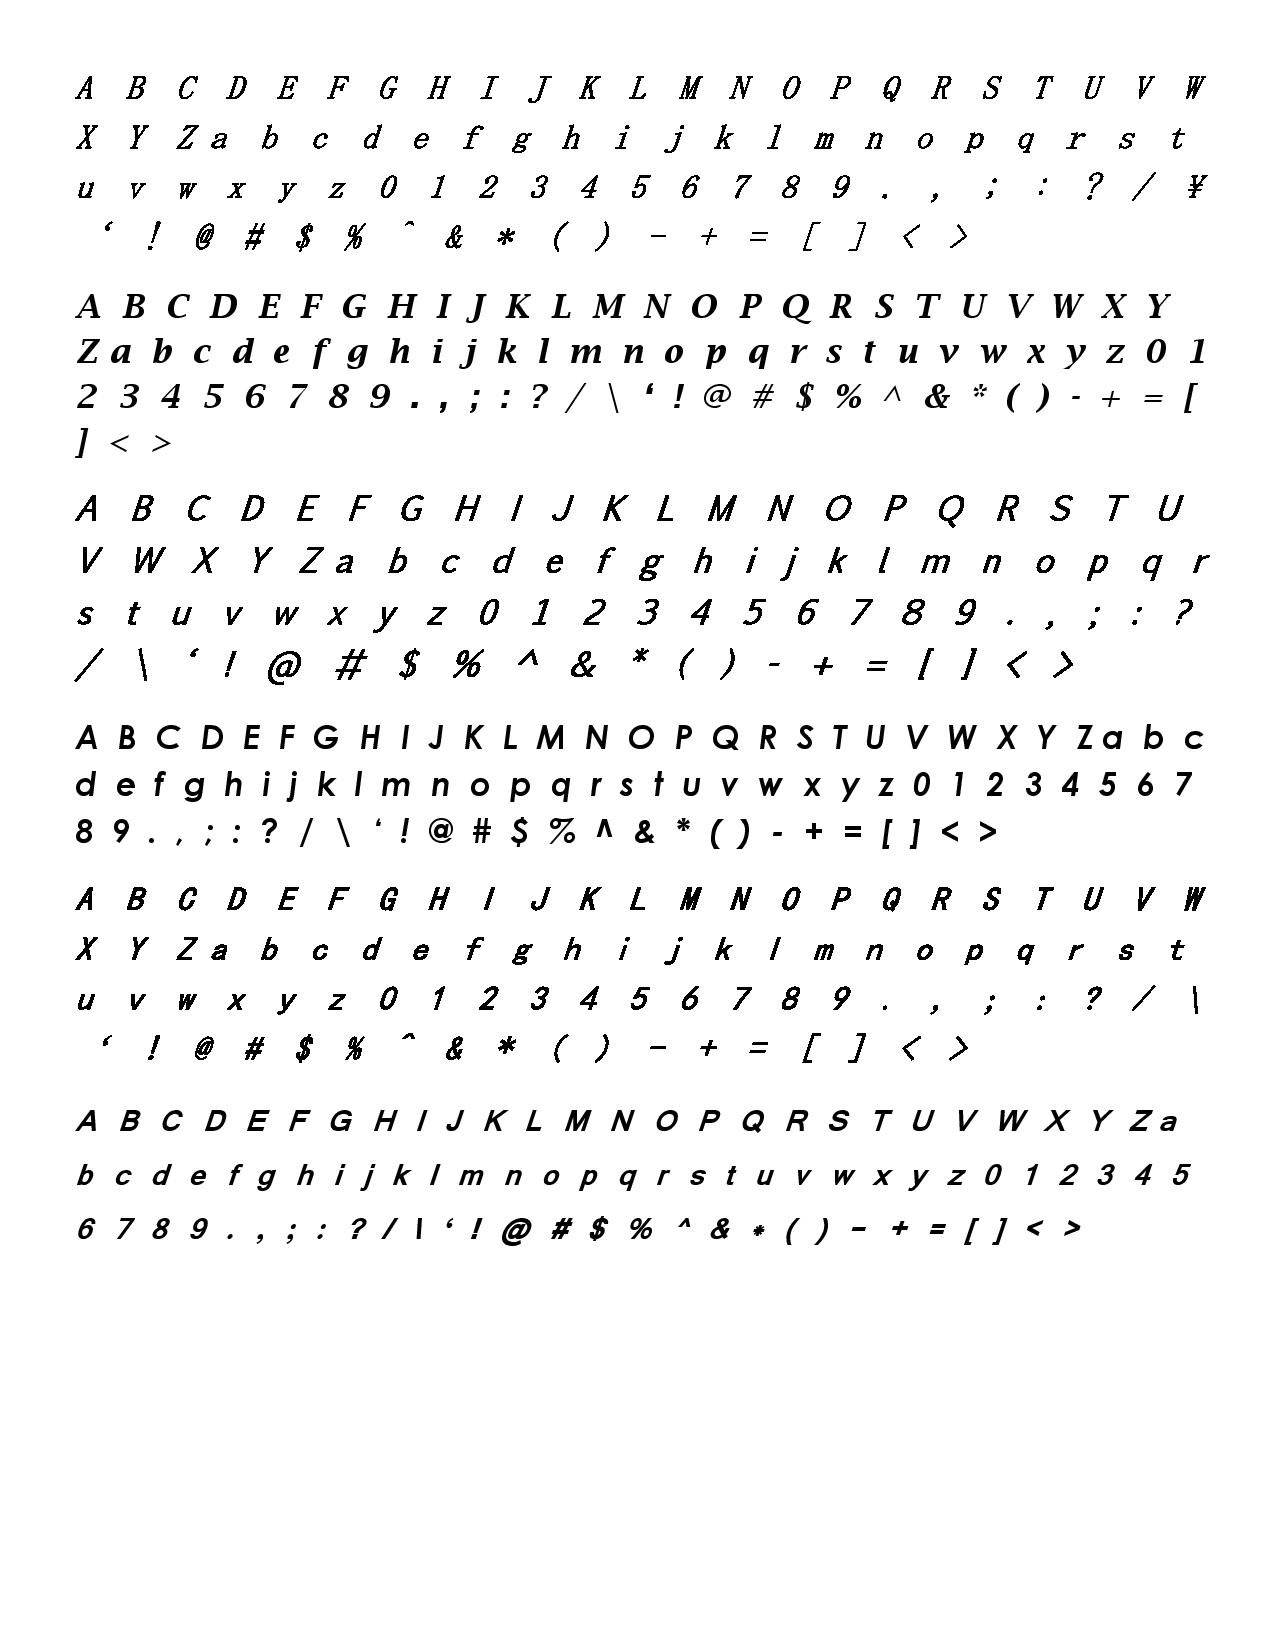 A B C D E F G H I J K L M N O P Q R S T U V W
X Y Z a b c d e f g h i j k l m n o p q r s t
u v w x y z 0 1 2 3 4 5 6 7 8 9 . , ; : ? / ¥
‘ ! @ # $ % ^ & * ( ) - + = [ ] < >
A B C D E F G H I J K L M N O P Q R S T U V W X Y
Z a b c d e f g h i j k l m n o p q r s t u v w x y z 0 1
2 3 4 5 6 7 8 9 . , ; : ? / \ ‘ ! @ # $ % ^ & * ( ) - + = [
] < >
A B C D E F G H I J K L M N O P Q R S T U
V W X Y Z a b c d e f g h i j k l m n o p q r
s t u v w x y z 0 1 2 3 4 5 6 7 8 9 . , ; : ?
/ \ ‘ ! @ # $ % ^ & * ( ) - + = [ ] < >
A B C D E F G H I J K L M N O P Q R S T U V W X Y Z a b c
d e f g h i j k l m n o p q r s t u v w x y z 0 1 2 3 4 5 6 7
8 9 . , ; : ? / \ ‘ ! @ # $ % ^ & * ( ) - + = [ ] < >
A B C D E F G H I J K L M N O P Q R S T U V W
X Y Z a b c d e f g h i j k l m n o p q r s t
u v w x y z 0 1 2 3 4 5 6 7 8 9 . , ; : ? / \
‘ ! @ # $ % ^ & * ( ) - + = [ ] < >
A B C D E F G H I J K L M N O P Q R S T U V W X Y Z a
b c d e f g h i j k l m n o p q r s t u v w x y z 0 1 2 3 4 5
6 7 8 9 . , ; : ? / \ ‘ ! @ # $ % ^ & * ( ) - + = [ ] < >